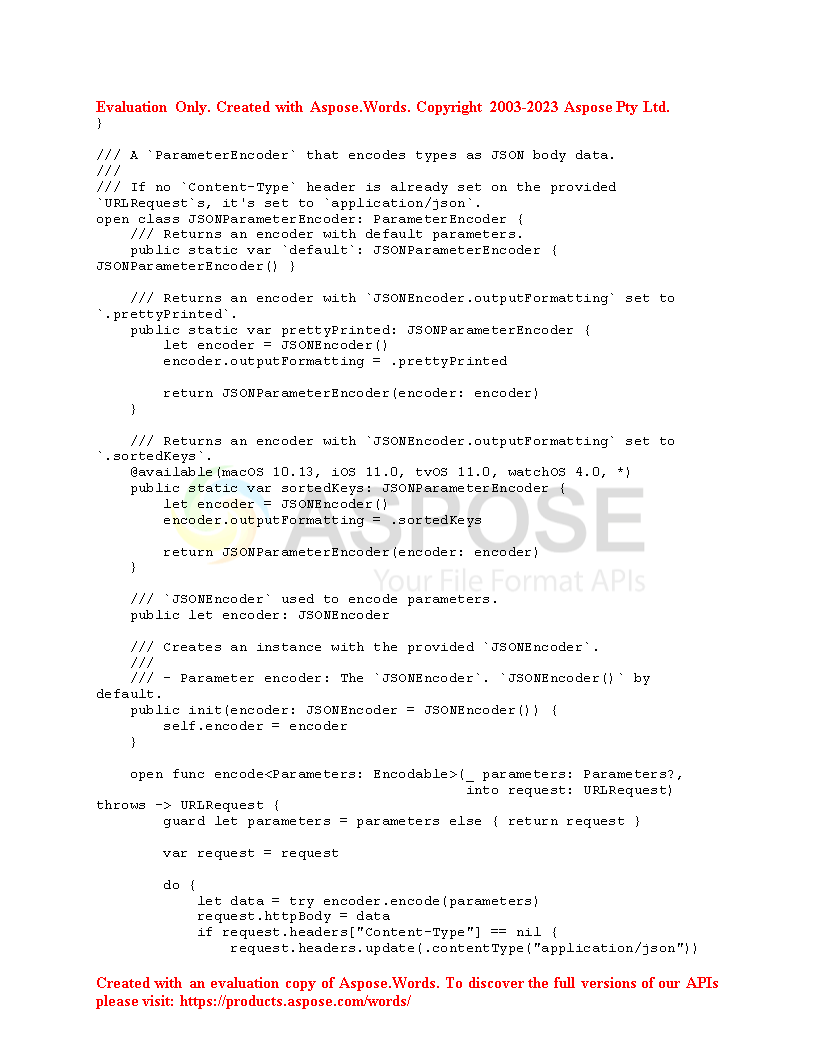 Evaluation Only. Created with Aspose.Words. Copyright 2003-2023 Aspose Pty Ltd.
}

/// A `ParameterEncoder` that encodes types as JSON body data.
///
/// If no `Content-Type` header is already set on the provided
`URLRequest`s, it's set to `application/json`.
open class JSONParameterEncoder: ParameterEncoder {
    /// Returns an encoder with default parameters.
    public static var `default`: JSONParameterEncoder {
JSONParameterEncoder() }

    /// Returns an encoder with `JSONEncoder.outputFormatting` set to
`.prettyPrinted`.
    public static var prettyPrinted: JSONParameterEncoder {
        let encoder = JSONEncoder()
        encoder.outputFormatting = .prettyPrinted

        return JSONParameterEncoder(encoder: encoder)
    }

    /// Returns an encoder with `JSONEncoder.outputFormatting` set to
`.sortedKeys`.
    @available(macOS 10.13, iOS 11.0, tvOS 11.0, watchOS 4.0, *)
    public static var sortedKeys: JSONParameterEncoder {
        let encoder = JSONEncoder()
        encoder.outputFormatting = .sortedKeys
ASPOSE

        return JSONParameterEncoder(encoder: encoder)
    }
Your File Format APIs

    /// `JSONEncoder` used to encode parameters.
    public let encoder: JSONEncoder

    /// Creates an instance with the provided `JSONEncoder`.
    ///
    /// - Parameter encoder: The `JSONEncoder`. `JSONEncoder()` by
default.
    public init(encoder: JSONEncoder = JSONEncoder()) {
        self.encoder = encoder
    }

    open func encode<Parameters: Encodable>(_ parameters: Parameters?,
                                            into request: URLRequest)
throws -> URLRequest {
        guard let parameters = parameters else { return request }

        var request = request

        do {
            let data = try encoder.encode(parameters)
            request.httpBody = data
            if request.headers["Content-Type"] == nil {
                request.headers.update(.contentType("application/json"))

Created with an evaluation copy of Aspose.Words. To discover the full versions of our APIs
please visit: https://products.aspose.com/words/